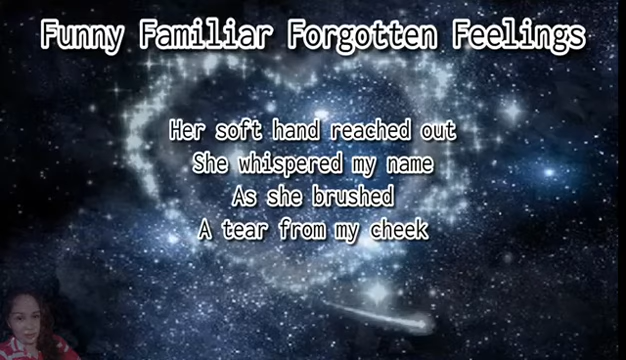 Funny Familiar Forgotten Feelings
Her soft hand reached out
She whispered my name
As she brushed
A tear from my cheek